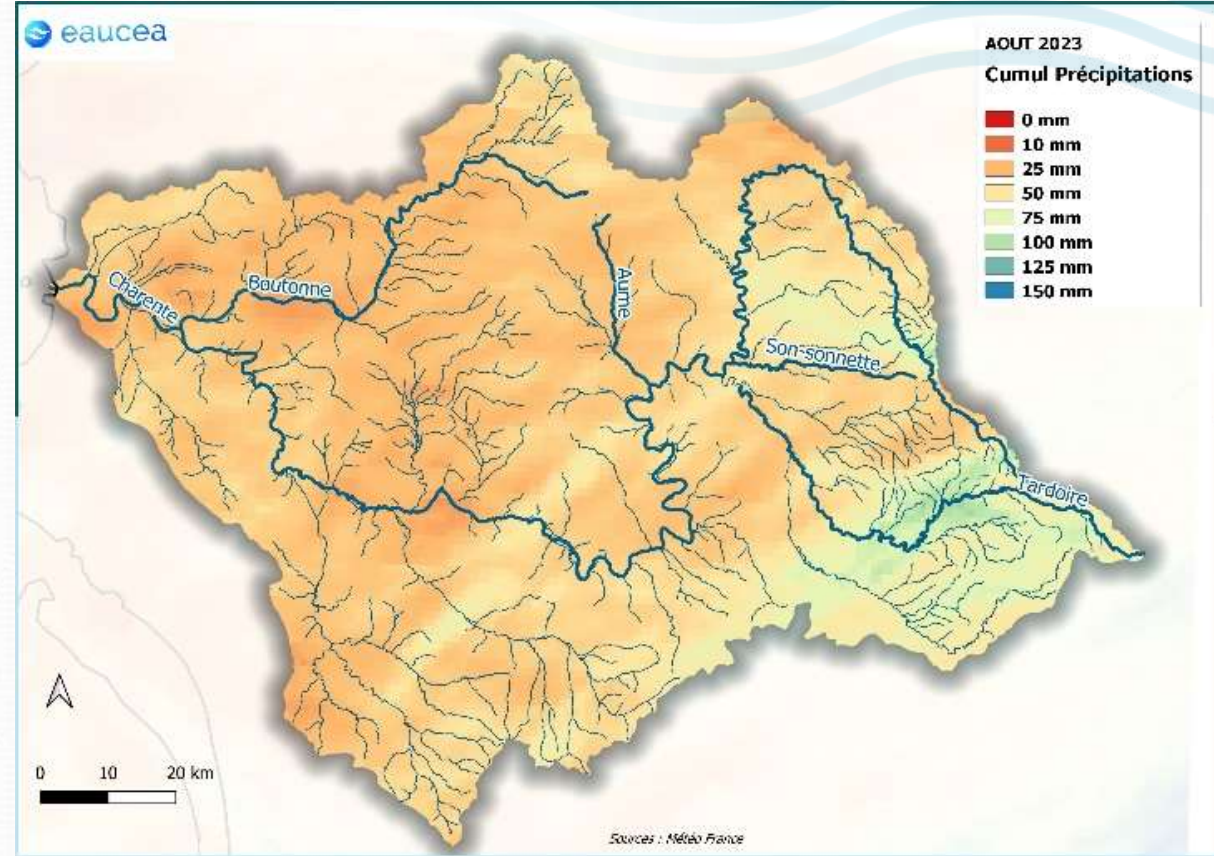 eaucea
AOUT 2023
Cumul Précipitations
0 mm
10 mm
25 mm
50 mm
75 mm
100 mm
125 mm
150 mm
Charente
Boutonne
Aume
Son-sonnette
Tardoire
0 10 20 km
Sources : Météo France